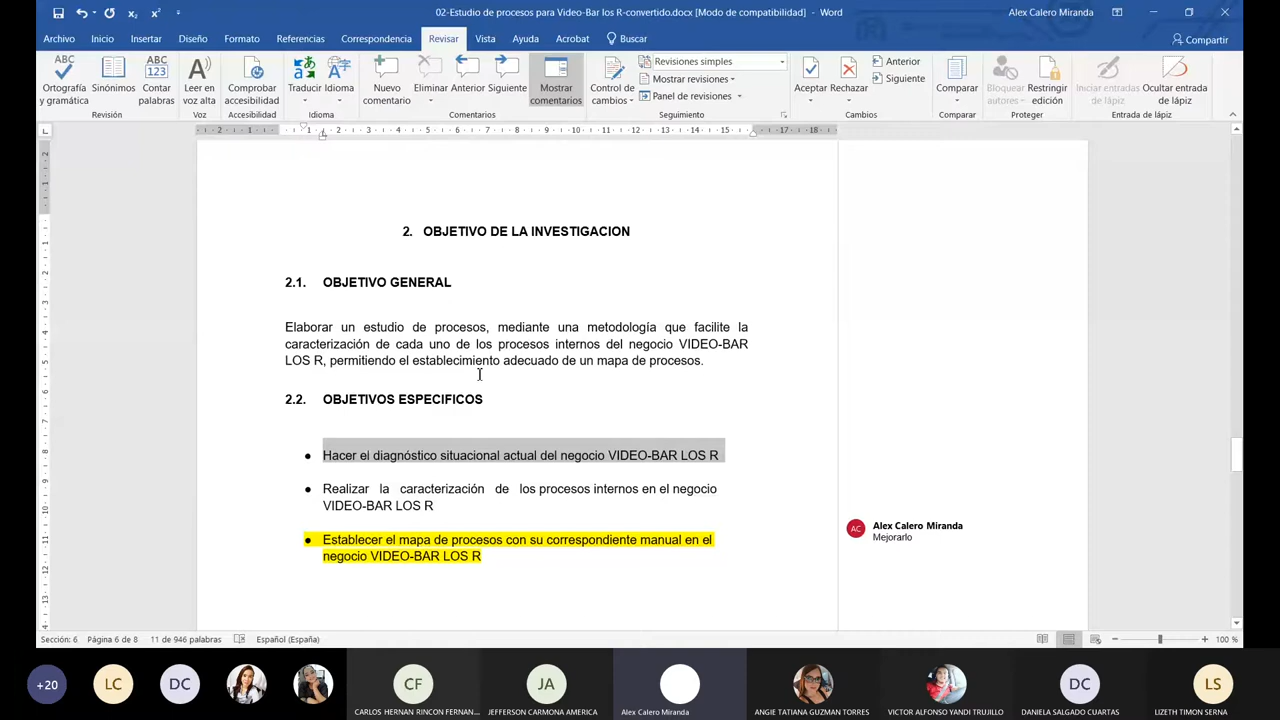 02-Estudio de procesos para Video-Bar los R-convertido.docx [Modo de compatibilidad] - Word
Alex Calero Miranda
Archivo Inicio Insertar Diseño Formato Referencias Correspondencia Revisar Vista Ayuda Acrobat Buscar
Compartir
Ortografía y gramática
Sinónimos
Contar palabras
Revisión
Leer en voz alta
Voz
Comprobar accesibilidad
Accesibilidad
Traducir
Idioma
Idioma
Nuevo comentario
Eliminar
Anterior
Siguiente
Mostrar comentarios
Comentarios
Control de cambios
Revisiones simples
Mostrar revisiones
Panel de revisiones
Seguimiento
Aceptar
Rechazar
Anterior
Siguiente
Cambios
Comparar
Comparar
Bloquear autores
Restringir edición
Proteger
Iniciar entradas de lápiz
Ocultar entrada de lápiz
Entrada de lápiz
2. OBJETIVO DE LA INVESTIGACION
2.1. OBJETIVO GENERAL
Elaborar un estudio de procesos, mediante una metodología que facilite la
caracterización de cada uno de los procesos internos del negocio VIDEO-BAR
LOS R, permitiendo el establecimiento adecuado de un mapa de procesos.
2.2. OBJETIVOS ESPECIFICOS
● Hacer el diagnóstico situacional actual del negocio VIDEO-BAR LOS R
● Realizar la caracterización de los procesos internos en el negocio
VIDEO-BAR LOS R
● Establecer el mapa de procesos con su correspondiente manual en el
negocio VIDEO-BAR LOS R
AC
Alex Calero Miranda
Mejorarlo
Sección: 6 Página 6 de 8 11 de 946 palabras Español (España)
100 %
+20
LC
DC
CF
CARLOS HERNAN RINCON FERNAN...
JA
JEFFERSON CARMONA AMERICA
Alex Calero Miranda
ANGIE TATIANA GUZMAN TORRES
VICTOR ALFONSO YANDI TRUJILLO
DC
DANIELA SALGADO CUARTAS
LS
LIZETH TIMON SERNA